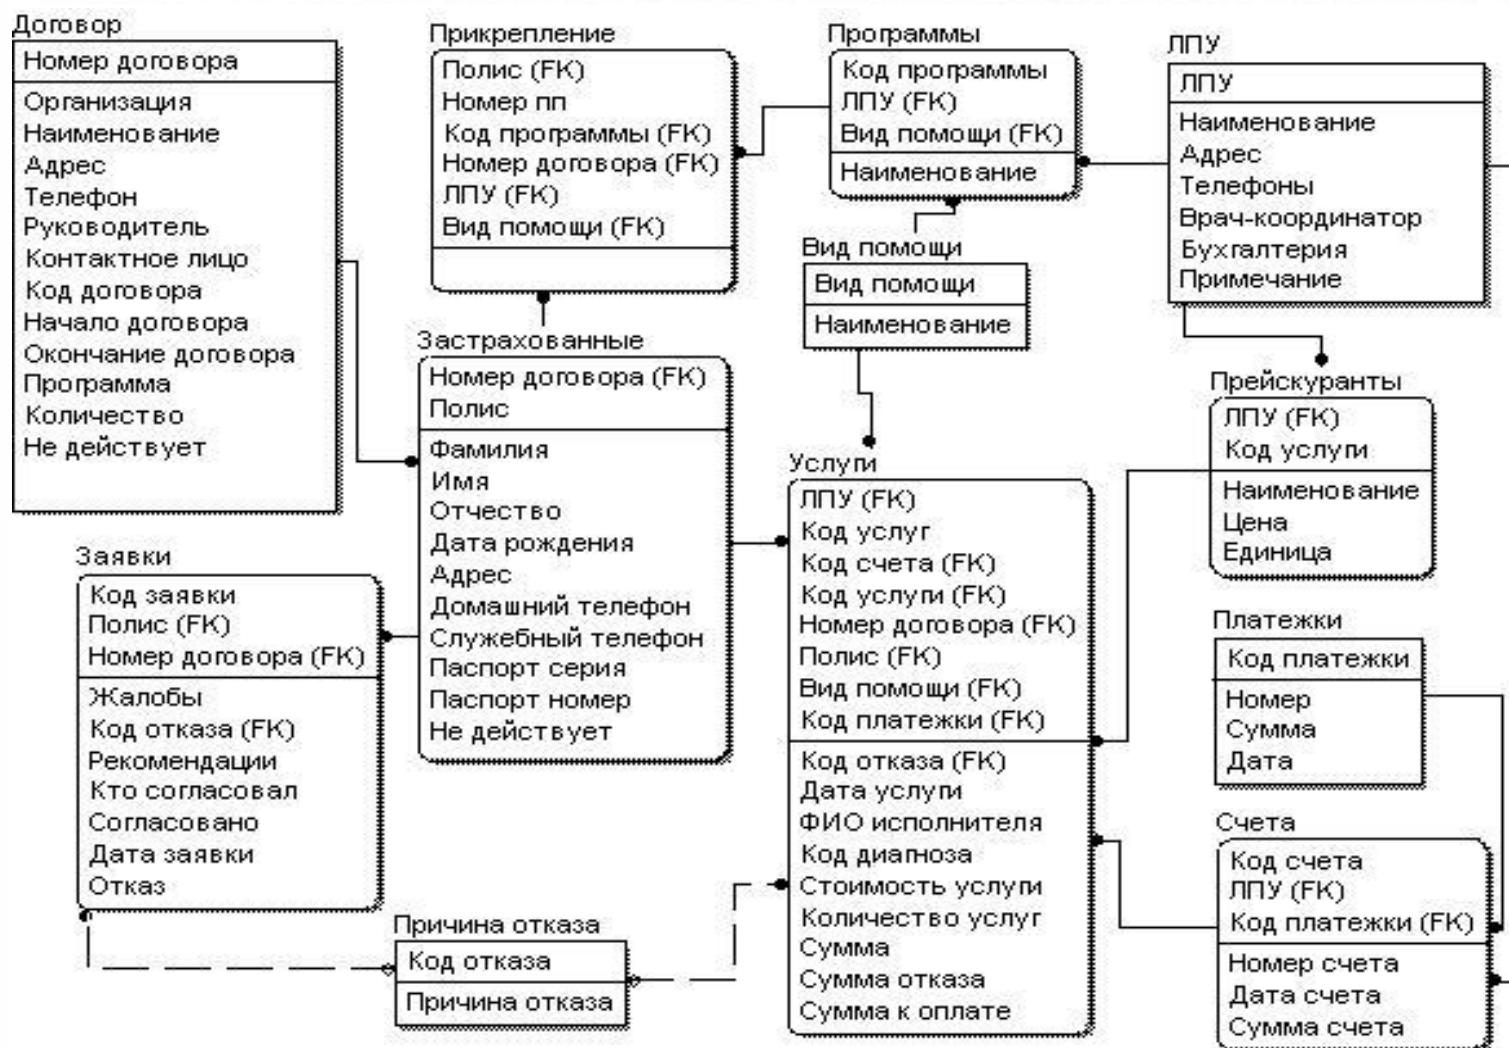 Договор
Номер договора
Организация
Наименование
Адрес
Телефон
Руководитель
Контактное лицо
Код договора
Начало договора
Окончание договора
Программа
Количество
Не действует
Прикрепление
Полис (FK)
Номер пп
Код программы (FK)
Номер договора (FK)
ЛПУ (FK)
Вид помощи (FK)
Программы
Код программы
ЛПУ (FK)
Вид помощи (FK)
Наименование
ЛПУ
ЛПУ
Наименование
Адрес
Телефоны
Врач-координатор
Бухгалтерия
Примечание
Вид помощи
Вид помощи
Наименование
Застрахованные
Номер договора (FK)
Полис
Фамилия
Имя
Отчество
Дата рождения
Адрес
Домашний телефон
Служебный телефон
Паспорт серия
Паспорт номер
Не действует
Прейскуранты
ЛПУ (FK)
Код услуги
Наименование
Цена
Единица
Услуги
ЛПУ (FK)
Код услуг
Код счета (FK)
Код услуги (FK)
Номер договора (FK)
Полис (FK)
Вид помощи (FK)
Код платежки (FK)
Код отказа (FK)
Дата услуги
ФИО исполнителя
Код диагноза
Стоимость услуги
Количество услуг
Сумма
Сумма отказа
Сумма к оплате
Заявки
Код заявки
Полис (FK)
Номер договора (FK)
Жалобы
Код отказа (FK)
Рекомендации
Кто согласовал
Согласовано
Дата заявки
Отказ
Платежки
Код платежки
Номер
Сумма
Дата
Счета
Код счета
ЛПУ (FK)
Код платежки (FK)
Номер счета
Дата счета
Сумма счета
Причина отказа
Код отказа
Причина отказа